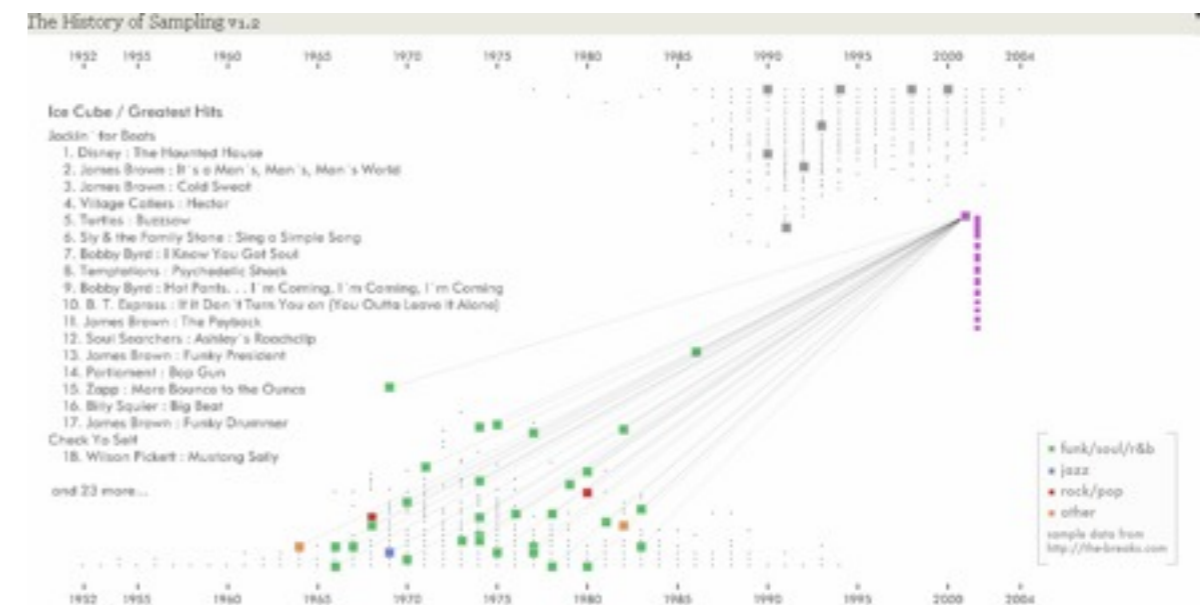 The History of Sampling v1.2
1952 1955 1960 1965 1970 1975 1980 1985 1990 1995 2000 2004
Ice Cube / Greatest Hits
Jackin´ for Beats
1. Disney : The Haunted House
2. James Brown : It´s a Man´s, Man´s, Man´s World
3. James Brown : Cold Sweat
4. Village Callers : Hector
5. Turtles : Buzzsaw
6. Sly & the Family Stone : Sing a Simple Song
7. Bobby Byrd : I Know You Got Soul
8. Temptations : Psychedelic Shack
9. Bobby Byrd : Hot Pants. . . I´m Coming, I´m Coming, I´m Coming
10. B. T. Express : If It Don´t Turn You on (You Outta Leave It Alone)
11. James Brown : The Payback
12. Soul Searchers : Ashley´s Roachclip
13. James Brown : Funky President
14. Parliament : Bop Gun
15. Zapp : More Bounce to the Ounce
16. Billy Squier : Big Beat
17. James Brown : Funky Drummer
Check Yo Self
18. Wilson Pickett : Mustang Sally
and 23 more...
funk/soul/r&b
jazz
rock/pop
other
sample data from
http://the-breaks.com
1952 1955 1960 1965 1970 1975 1980 1985 1990 1995 2000 2004